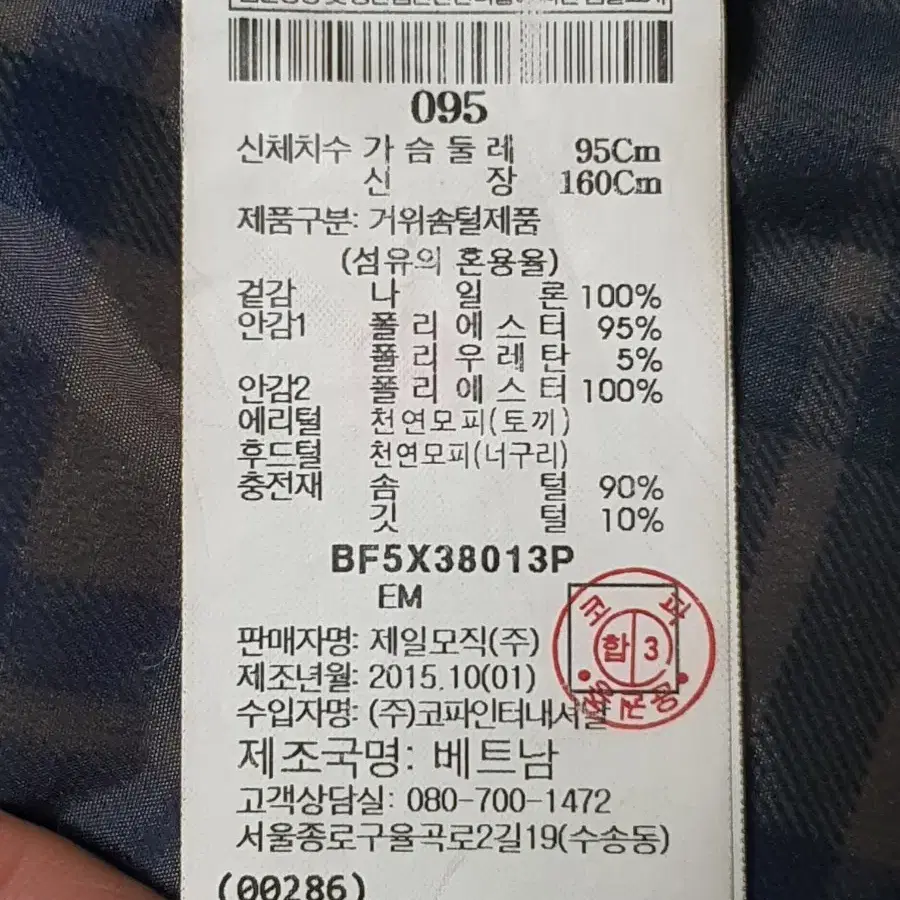 095
신체치수 가 슴 둘 레 95Cm
신 장 160Cm
제품구분: 거위솜털제품
(섬유의 혼용율)
겉감 나 일 론 100%
안감1 폴 리 에 스 터 95%
폴 리 우 레 탄 5%
안감2 폴 리 에 스 터 100%
에리털 천연모피(토끼)
후드털 천연모피(너구리)
충전재 솜 털 90%
깃 털 10%
BF5X38013P
EM
합 3
판매자명: 제일모직(주)
제조년월: 2015.10(01)
수입자명: (주)코파인터내셔날
제조국명: 베트남
고객상담실: 080-700-1472
서울종로구율곡로2길19(수송동)
(00286)